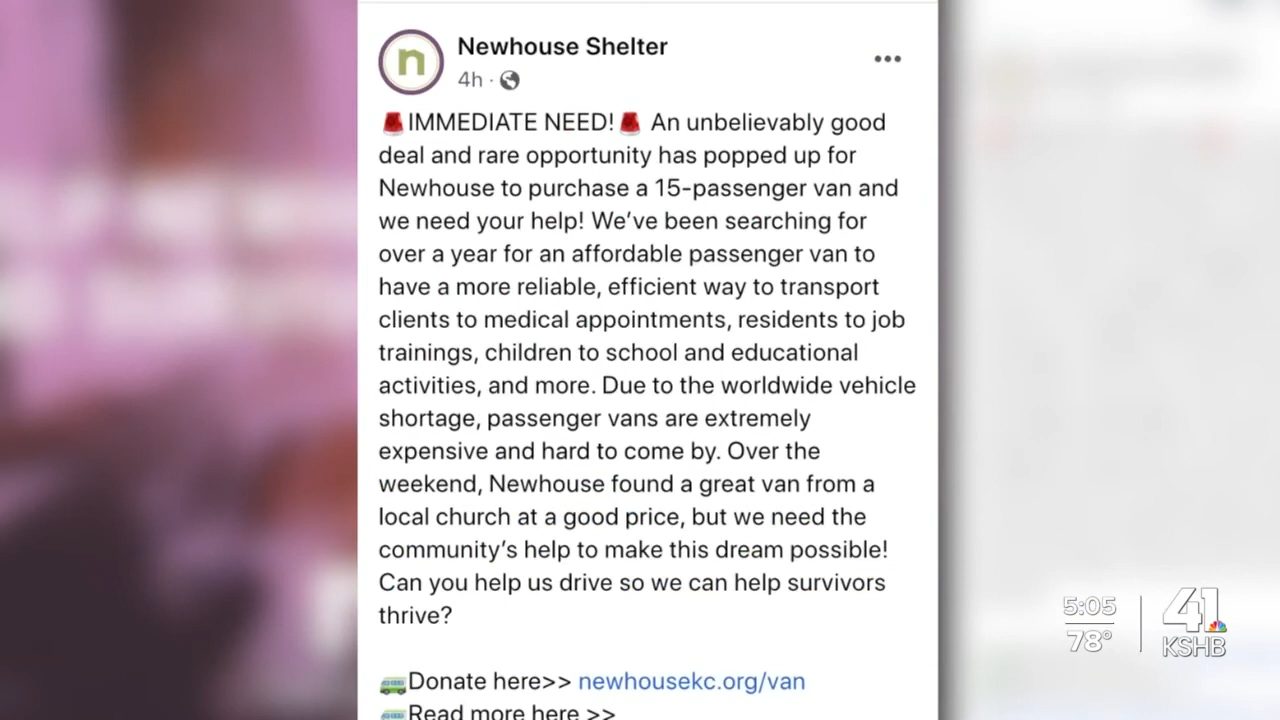 n
Newhouse Shelter
4h ·
🚨IMMEDIATE NEED!🚨 An unbelievably good
deal and rare opportunity has popped up for
Newhouse to purchase a 15-passenger van and
we need your help! We’ve been searching for
over a year for an affordable passenger van to
have a more reliable, efficient way to transport
clients to medical appointments, residents to job
trainings, children to school and educational
activities, and more. Due to the worldwide vehicle
shortage, passenger vans are extremely
expensive and hard to come by. Over the
weekend, Newhouse found a great van from a
local church at a good price, but we need the
community’s help to make this dream possible!
Can you help us drive so we can help survivors
thrive?
🚐Donate here>> newhousekc.org/van
🚐Read more here >>
5:05
78°
41
KSHB